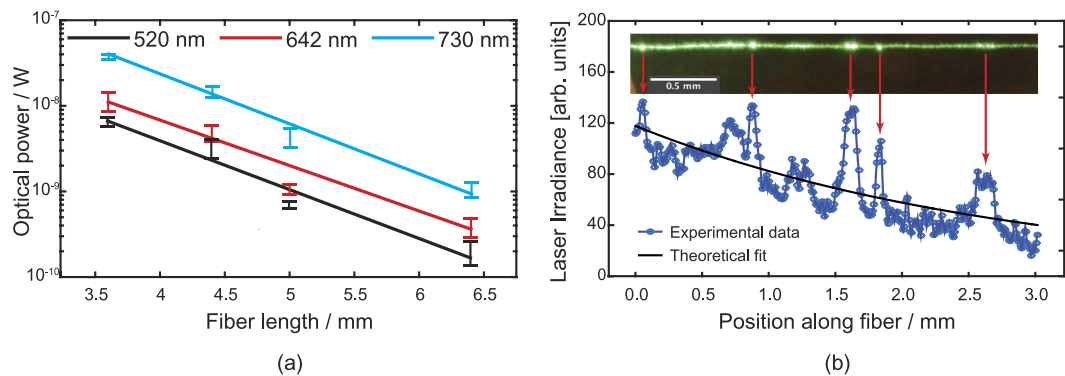 520 nm 642 nm 730 nm
10⁻⁷
10⁻⁸
10⁻⁹
10⁻¹⁰
Optical power / W
3.5 4 4.5 5 5.5 6 6.5
Fiber length / mm
(a)
200
160
120
80
40
0
Laser Irradiance [arb. units]
0.5 mm
Experimental data
Theoretical fit
0.0 0.5 1.0 1.5 2.0 2.5 3.0
Position along fiber / mm
(b)